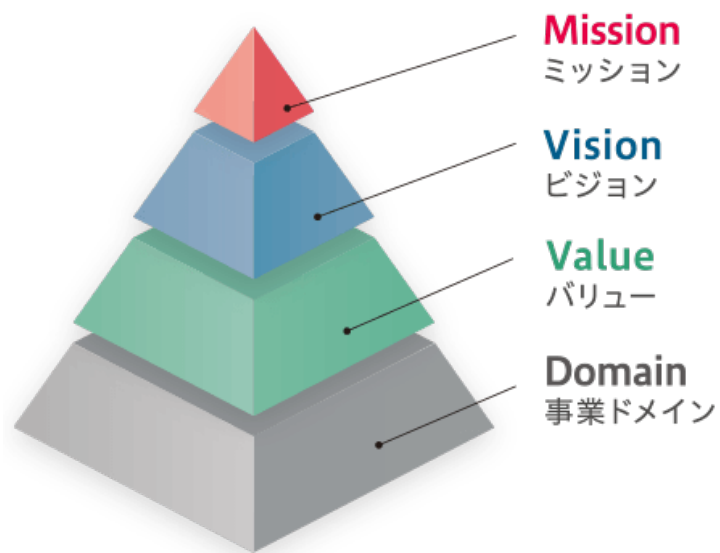 Mission
ミッション
Vision
ビジョン
Value
バリュー
Domain
事業ドメイン